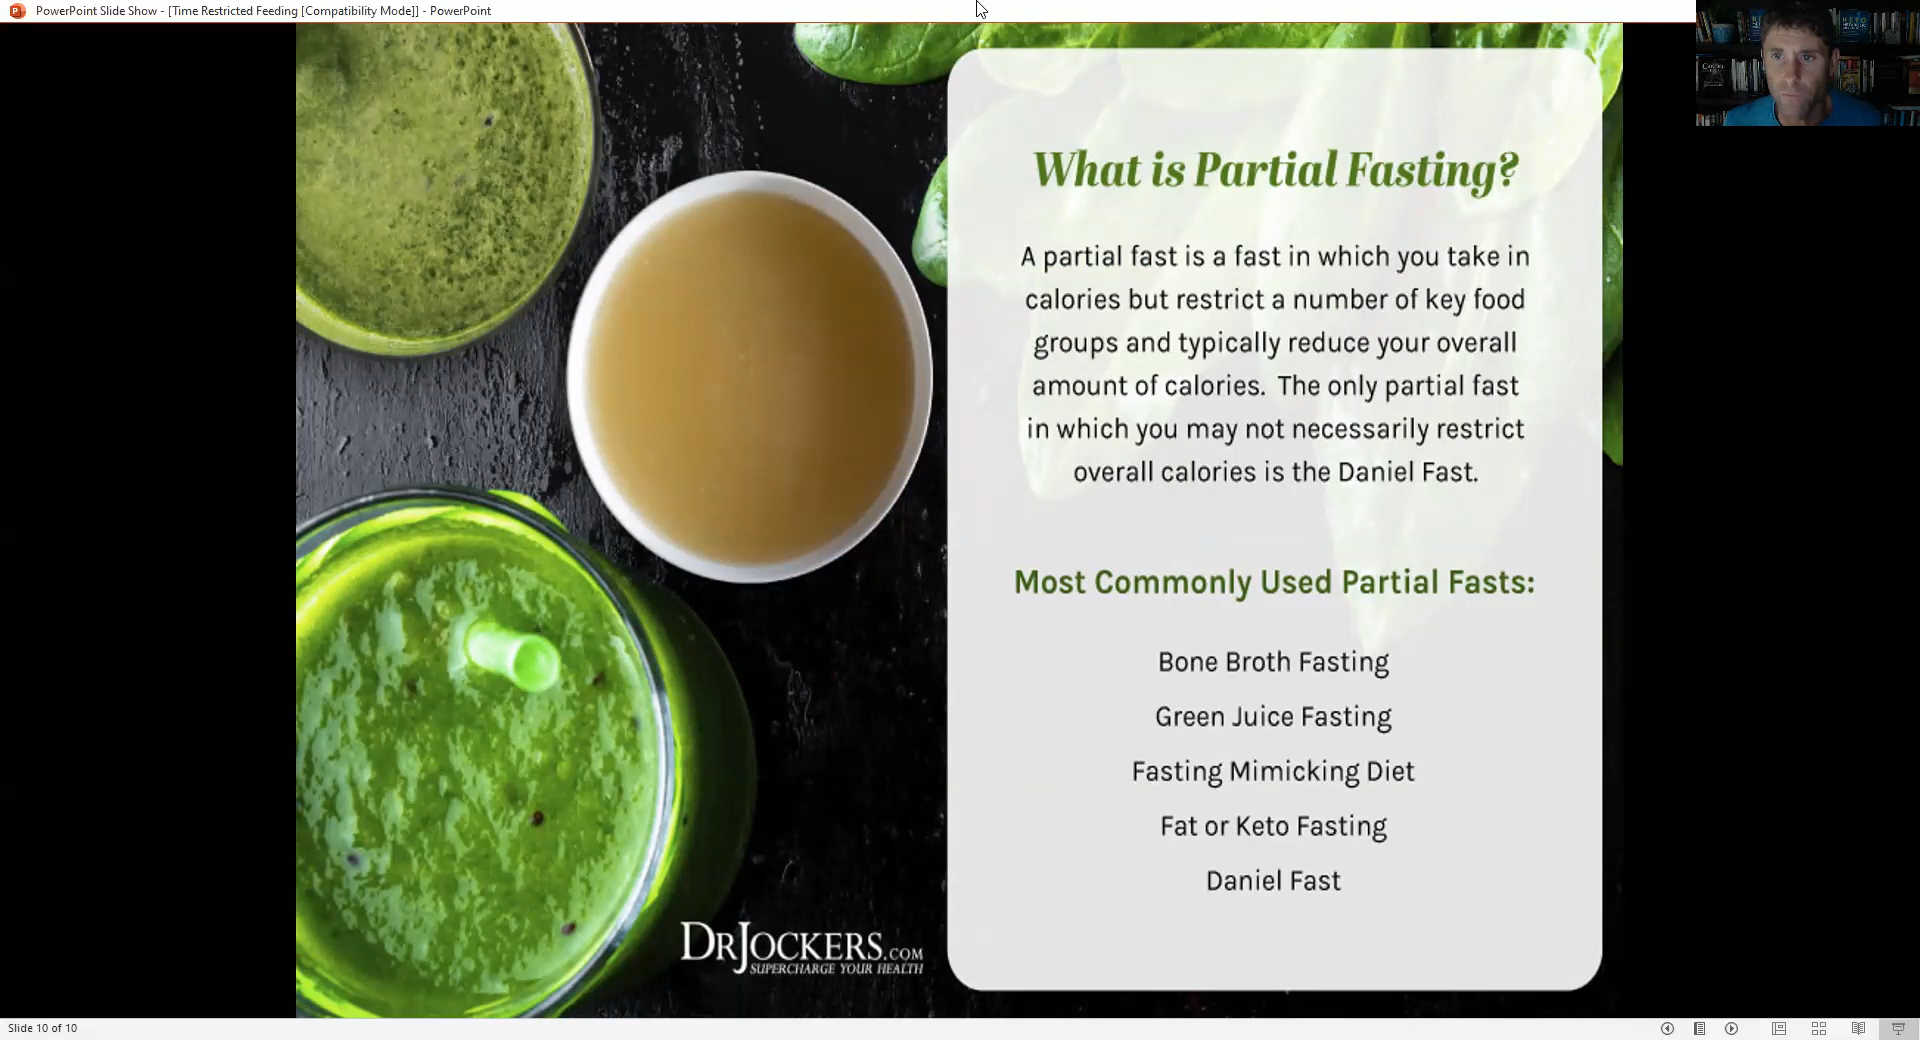 PowerPoint Slide Show - [Time Restricted Feeding [Compatibility Mode]] - PowerPoint
What is Partial Fasting?
A partial fast is a fast in which you take in
calories but restrict a number of key food
groups and typically reduce your overall
amount of calories. The only partial fast
in which you may not necessarily restrict
overall calories is the Daniel Fast.
Most Commonly Used Partial Fasts:
Bone Broth Fasting
Green Juice Fasting
Fasting Mimicking Diet
Fat or Keto Fasting
Daniel Fast
DRJOCKERS.COM
SUPERCHARGE YOUR HEALTH
Slide 10 of 10